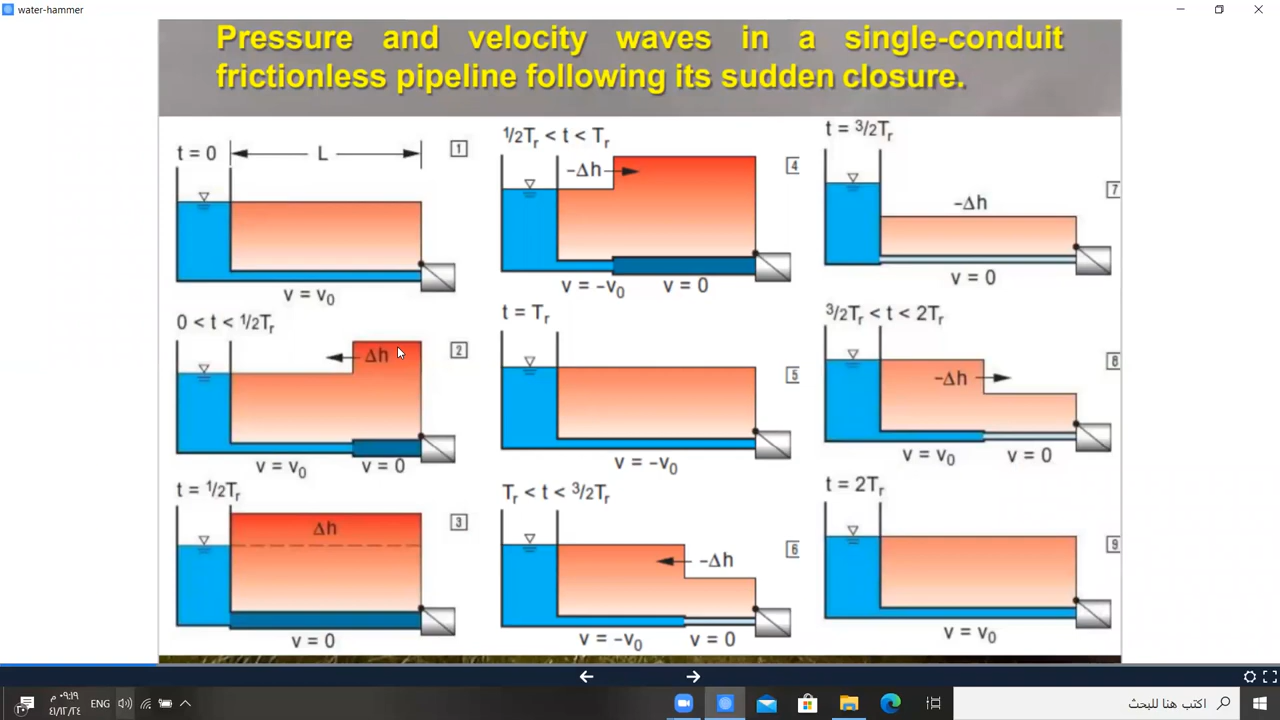 water-hammer
Pressure and velocity waves in a single-conduit
frictionless pipeline following its sudden closure.
t = 0
L
1
v = v₀
0 < t < ½Tᵣ
Δh
2
v = v₀
v = 0
t = ½Tᵣ
Δh
3
v = 0
½Tᵣ < t < Tᵣ
−Δh
4
v = −v₀
v = 0
t = Tᵣ
5
v = −v₀
Tᵣ < t < 3/2Tᵣ
−Δh
6
v = −v₀
v = 0
t = 3/2Tᵣ
−Δh
7
v = 0
3/2Tᵣ < t < 2Tᵣ
−Δh
8
v = v₀
v = 0
t = 2Tᵣ
9
v = v₀
ENG
٠٩:١٩ م
اكتب هنا للبحث